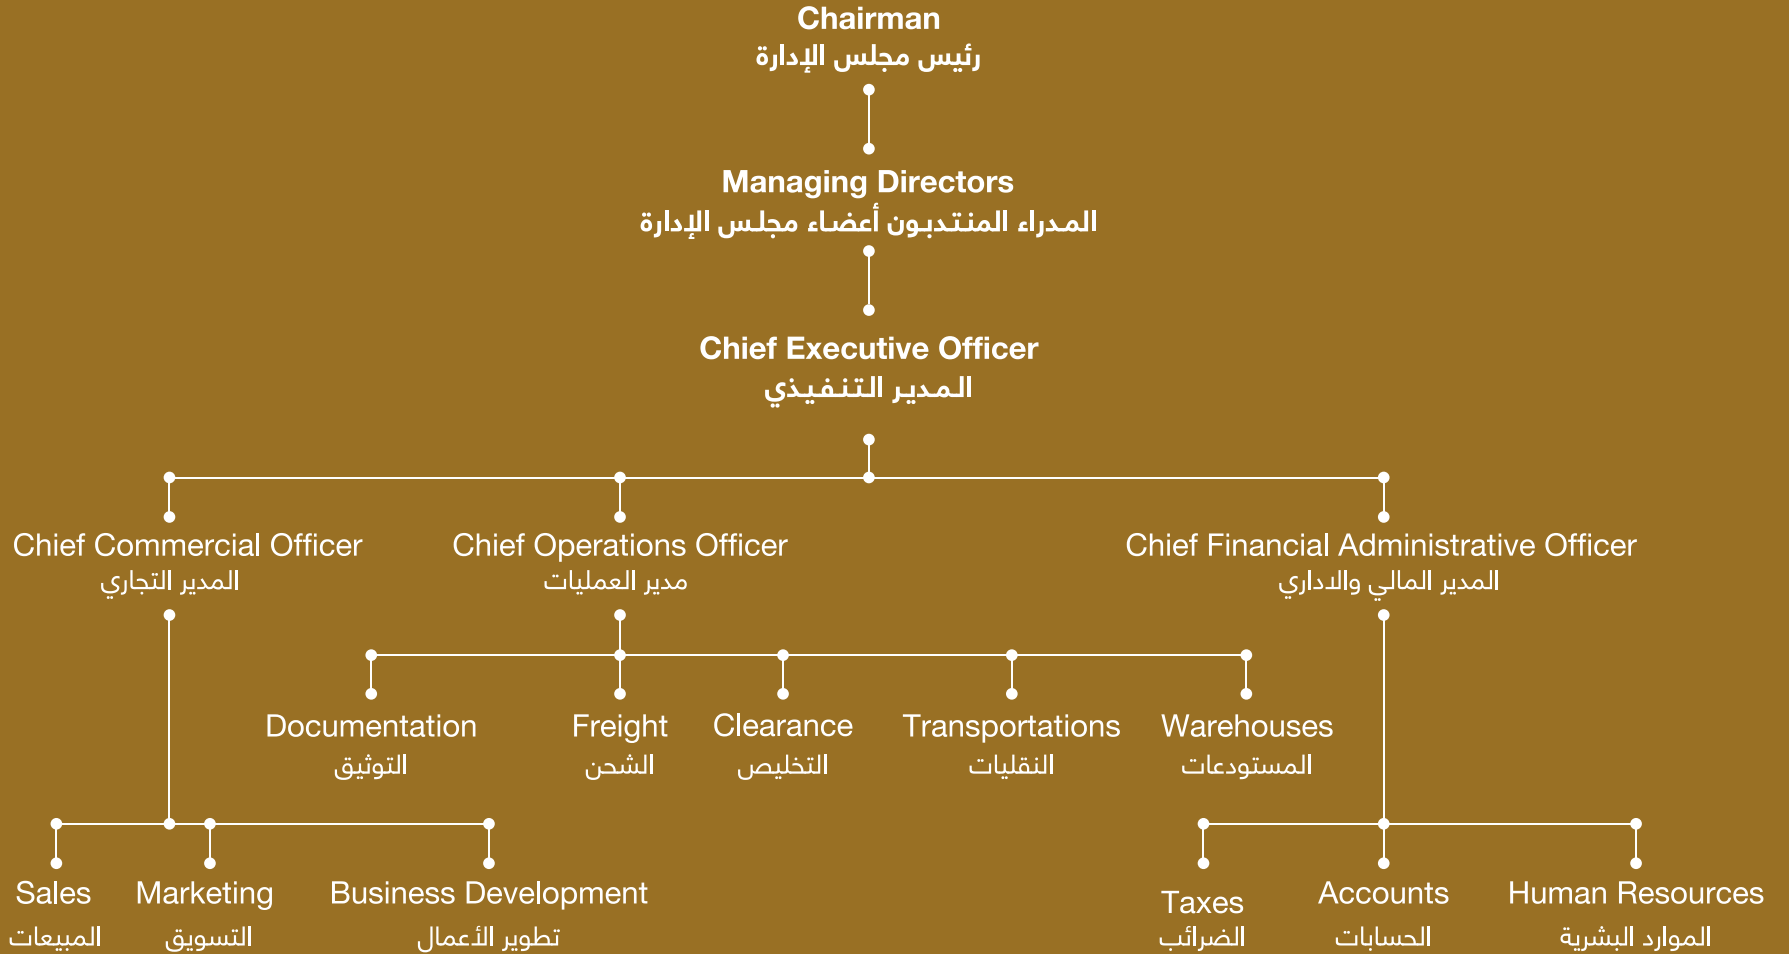 Chairman
رئيس مجلس الإدارة
Managing Directors
المدراء المنتدبون أعضاء مجلس الإدارة
Chief Executive Officer
المدير التنفيذي
Chief Commercial Officer
المدير التجاري
Chief Operations Officer
مدير العمليات
Chief Financial Administrative Officer
المدير المالي والاداري
Documentation
التوثيق
Freight
الشحن
Clearance
التخليص
Transportations
النقليات
Warehouses
المستودعات
Sales
المبيعات
Marketing
التسويق
Business Development
تطوير الأعمال
Taxes
الضرائب
Accounts
الحسابات
Human Resources
الموارد البشرية